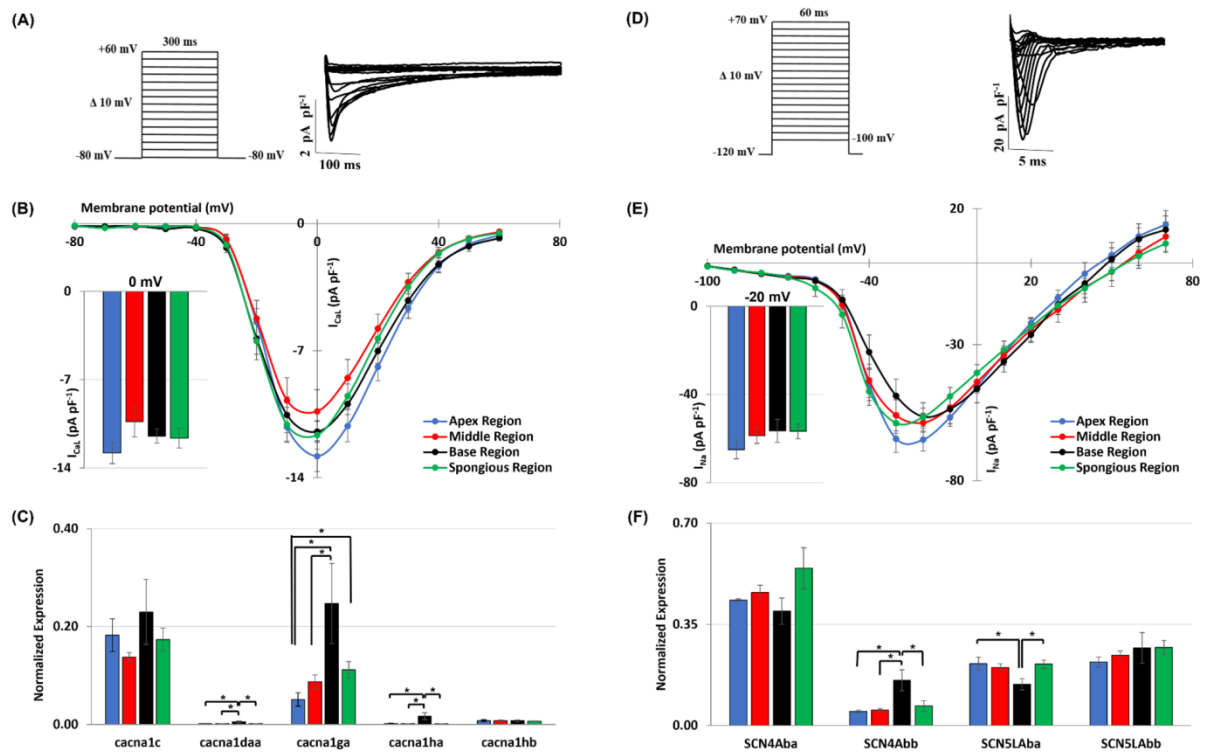 (A)
300 ms
+60 mV
Δ 10 mV
-80 mV
-80 mV
2 pA pF-1
100 ms
(D)
60 ms
+70 mV
Δ 10 mV
-100 mV
-120 mV
20 pA pF-1
5 ms
(B)
Membrane potential (mV)
-80
-40
0
40
80
0
-7
-14
ICaL (pA pF-1)
0 mV
0
-7
-14
ICaL (pA pF-1)
Apex Region
Middle Region
Base Region
Spongious Region
(E)
Membrane potential (mV)
-100
-40
20
80
20
-30
-80
INa (pA pF-1)
-20 mV
0
-20
-40
-60
-80
INa (pA pF-1)
Apex Region
Middle Region
Base Region
Spongious Region
(C)
Normalized Expression
0.40
0.20
0.00
* * *
* * *
* * *
cacna1c
cacna1daa
cacna1ga
cacna1ha
cacna1hb
(F)
Normalized Expression
0.70
0.35
0.00
* * *
* *
SCN4Aba
SCN4Abb
SCN5LAba
SCN5LAbb